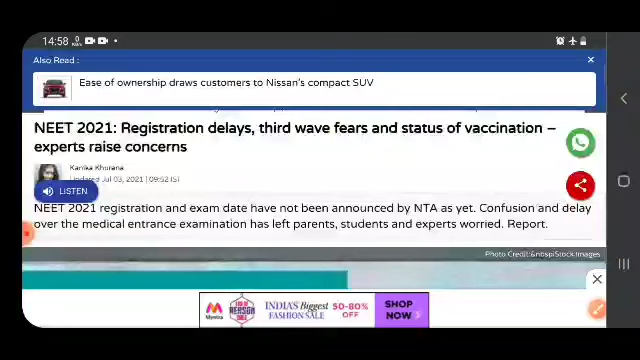 14:58
Also Read :
Ease of ownership draws customers to Nissan's compact SUV
NEET 2021: Registration delays, third wave fears and status of vaccination –
experts raise concerns
Kanika Khurana
Updated Jul 03, 2021 | 09:52 IST
LISTEN
NEET 2021 registration and exam date have not been announced by NTA as yet. Confusion and delay
over the medical entrance examination has left parents, students and experts worried. Report.
Photo Credit:&nbspiStock Images
Myntra
INDIA'S Biggest
FASHION SALE
50-80%
OFF
SHOP
NOW